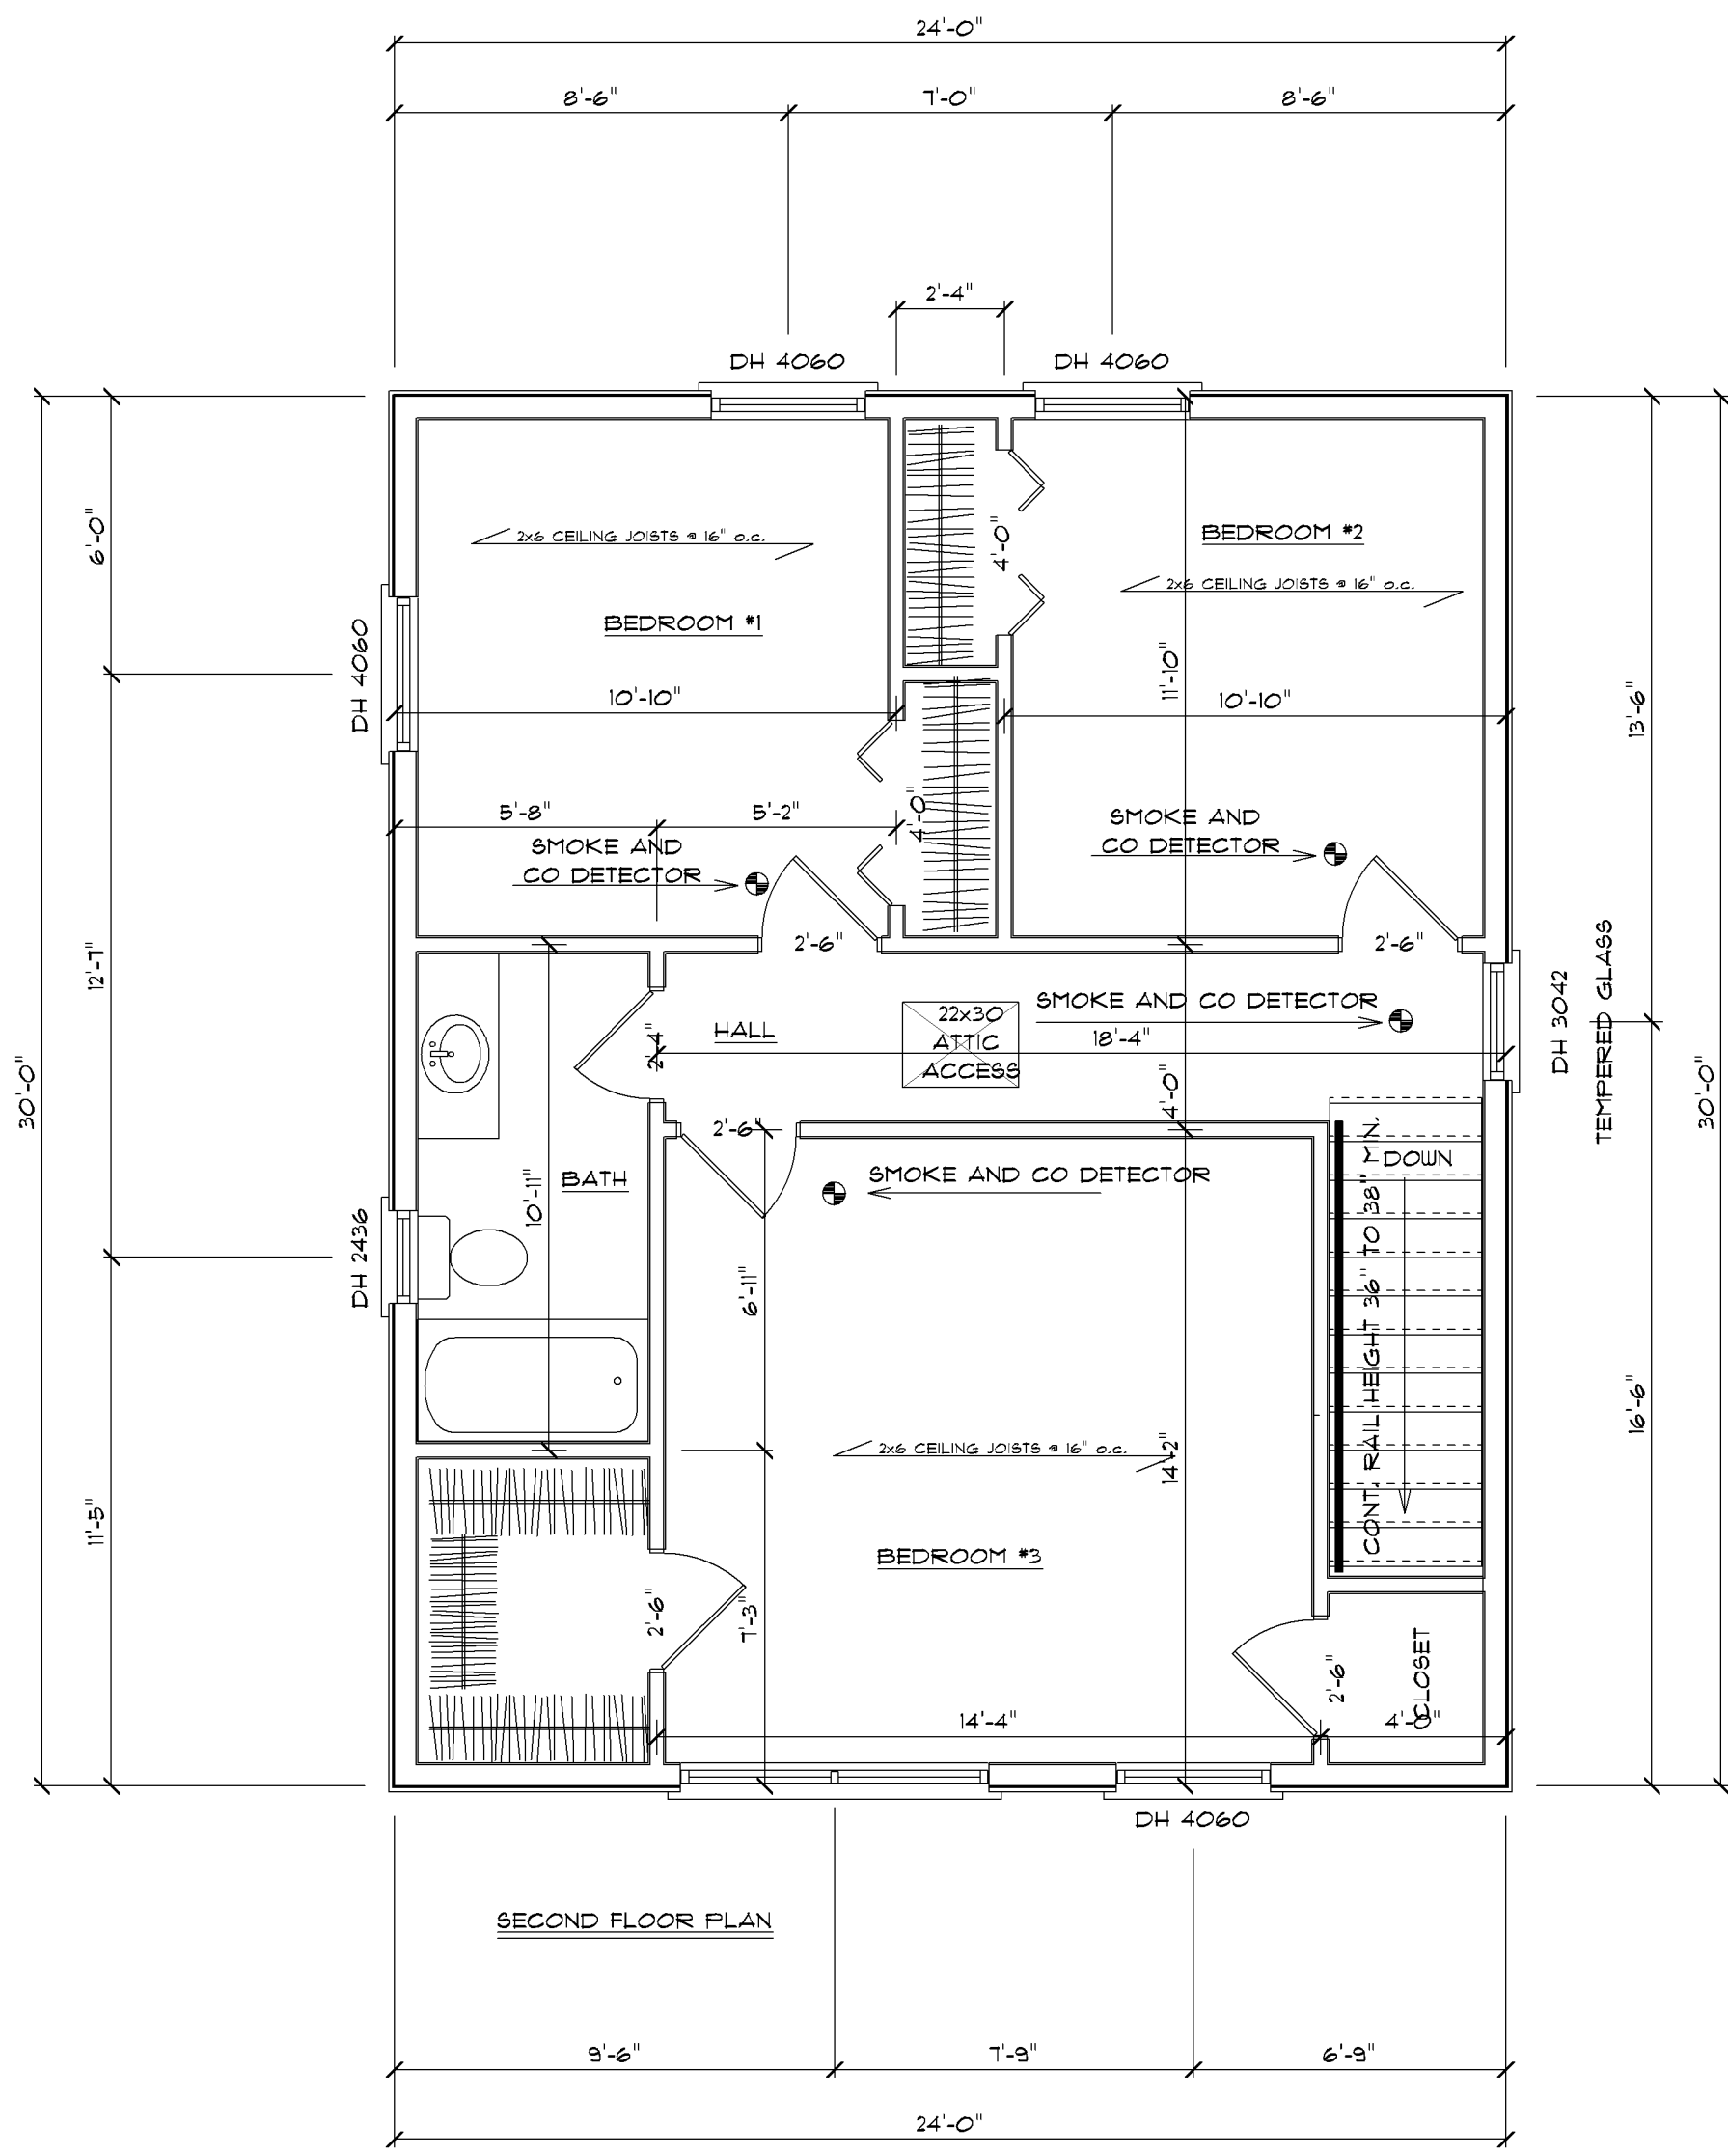 24'-0"
8'-6"
7'-0"
8'-6"
2'-4"
DH 4060
DH 4060
6'-0"
2x6 CEILING JOISTS @ 16" o.c.
4'-0"
BEDROOM #2
2x6 CEILING JOISTS @ 16" o.c.
BEDROOM #1
DH 4060
11'-10"
10'-10"
10'-10"
13'-6"
5'-8"
5'-2"
4'-0"
SMOKE AND
CO DETECTOR
SMOKE AND
CO DETECTOR
2'-6"
2'-6"
12'-7"
TEMPERED GLASS
DH 3042
SMOKE AND CO DETECTOR
22x30
ATTIC
ACCESS
HALL
2'-4"
18'-4"
30'-0"
30'-0"
4'-0"
2'-6"
DOWN
SMOKE AND CO DETECTOR
BATH
10'-11"
DH 2436
6'-11"
CONT. RAIL HEIGHT 36" TO 38" MIN.
16'-6"
2x6 CEILING JOISTS @ 16" o.c.
14'-2"
11'-5"
BEDROOM #3
2'-6"
7'-3"
2'-6"
CLOSET
14'-4"
4'-0"
DH 4060
SECOND FLOOR PLAN
9'-6"
7'-9"
6'-9"
24'-0"